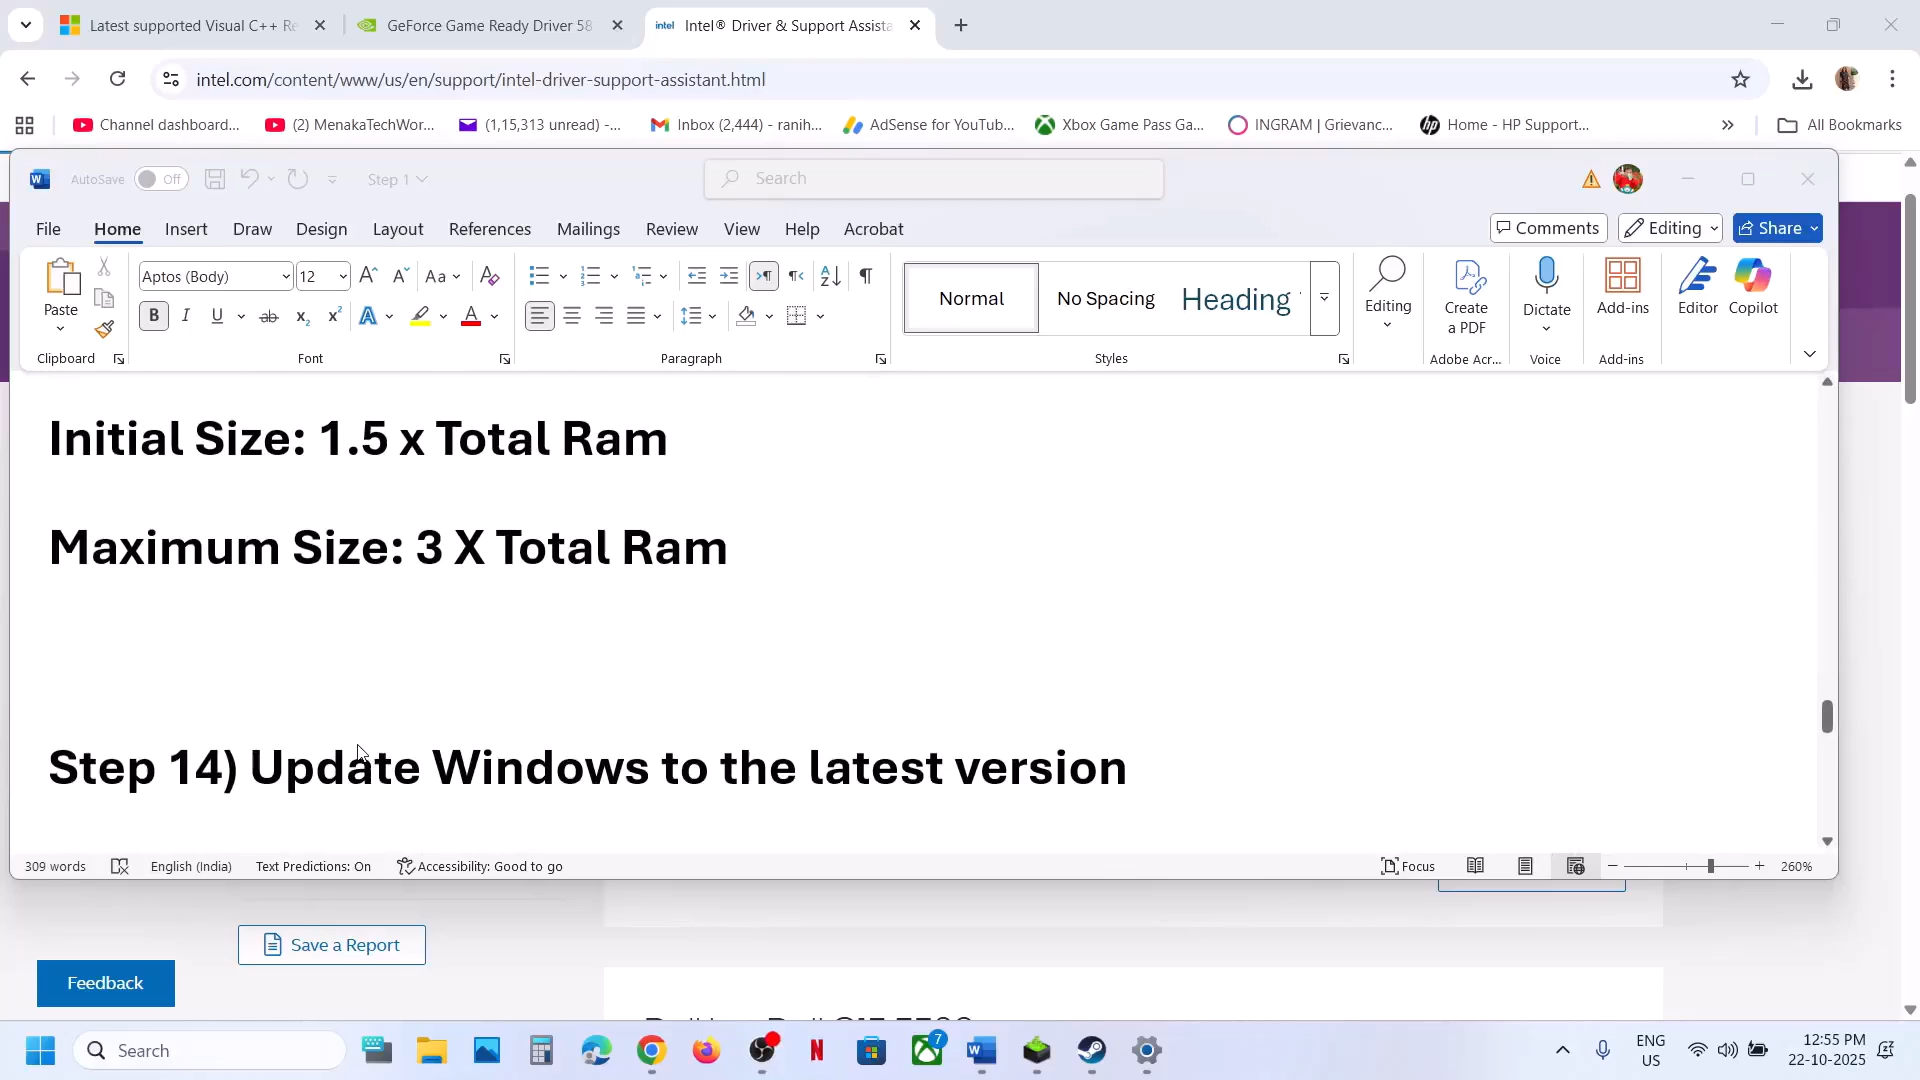 Latest supported Visual C++ Re
GeForce Game Ready Driver 58
intel Intel® Driver & Support Assista
intel.com/content/www/us/en/support/intel-driver-support-assistant.html
Channel dashboard...
(2) MenakaTechWor...
(1,15,313 unread) -...
Inbox (2,444) - ranih...
AdSense for YouTub...
Xbox Game Pass Ga...
INGRAM | Grievanc...
Home - HP Support...
All Bookmarks
AutoSave Off
Step 1
Search
File Home Insert Draw Design Layout References Mailings Review View Help Acrobat
Comments Editing Share
Aptos (Body) 12
Paste
Normal No Spacing Heading
Editing
Create a PDF
Dictate
Add-ins
Editor
Copilot
Clipboard Font Paragraph Styles Adobe Acr... Voice Add-ins
Initial Size: 1.5 x Total Ram
Maximum Size: 3 X Total Ram
Step 14) Update Windows to the latest version
309 words English (India) Text Predictions: On Accessibility: Good to go Focus 260%
Save a Report
Feedback
Search
7
ENG
US
12:55 PM
22-10-2025